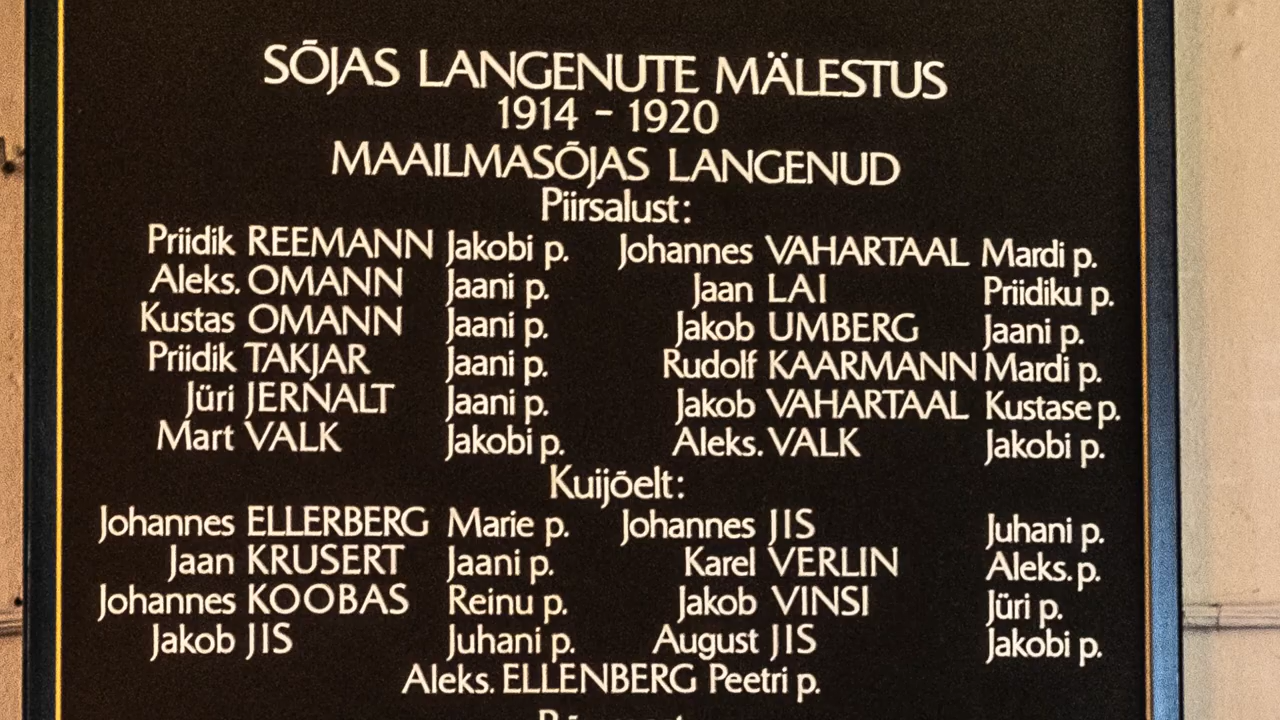 SÕJAS LANGENUTE MÄLESTUS
1914 - 1920
MAAILMASÕJAS LANGENUD
Piirsalust:
Priidik REEMANN Jakobi p. Johannes VAHARTAAL Mardi p.
Aleks. OMANN Jaani p. Jaan LAI Priidiku p.
Kustas OMANN Jaani p. Jakob UMBERG Jaani p.
Priidik TAKJAR Jaani p. Rudolf KAARMANN Mardi p.
Jüri JERNALT Jaani p. Jakob VAHARTAAL Kustase p.
Mart VALK Jakobi p. Aleks. VALK Jakobi p.
Kuijõelt:
Johannes ELLERBERG Marie p. Johannes JIS Juhani p.
Jaan KRUSERT Jaani p. Karel VERLIN Aleks. p.
Johannes KOOBAS Reinu p. Jakob VINSI Jüri p.
Jakob JIS Juhani p. August JIS Jakobi p.
Aleks. ELLENBERG Peetri p.